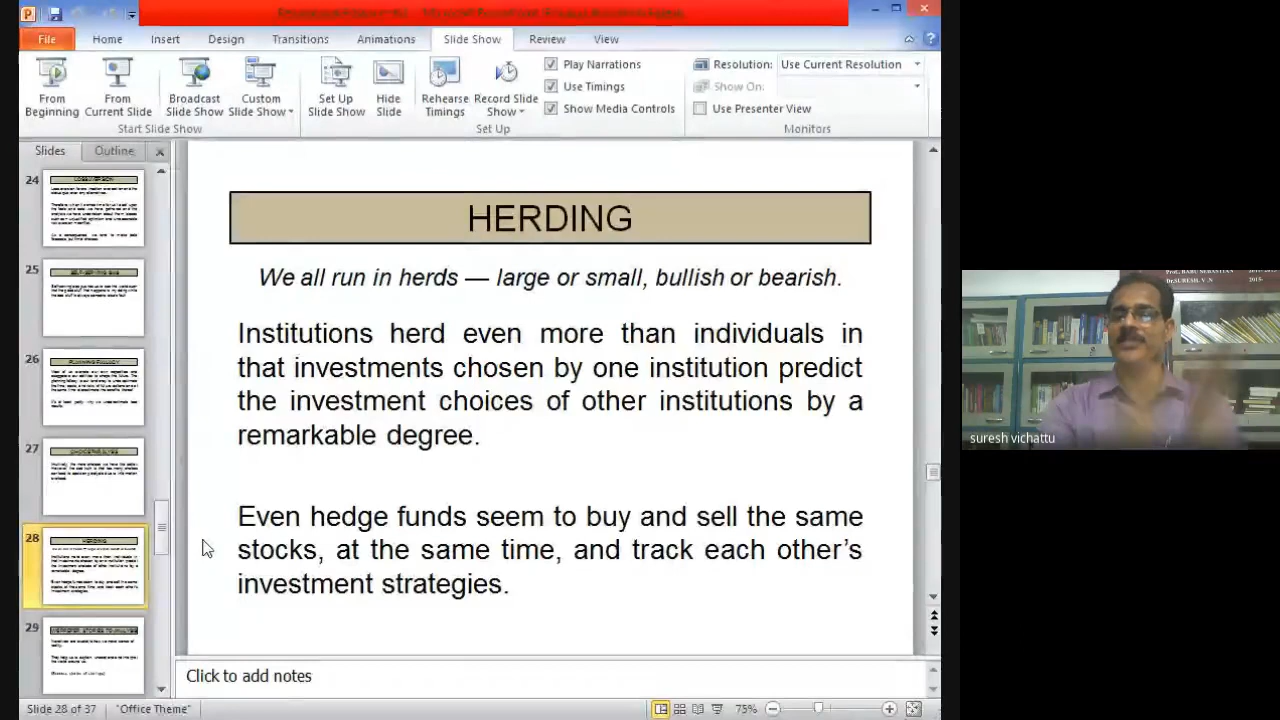 File Home Insert Design Transitions Animations Slide Show Review View
From Beginning
From Current Slide
Broadcast Slide Show
Custom Slide Show
Start Slide Show
Set Up Slide Show
Hide Slide
Rehearse Timings
Record Slide Show
Play Narrations
Use Timings
Show Media Controls
Set Up
Resolution: Use Current Resolution
Show On:
Use Presenter View
Monitors
Slides Outline
24
25
26
27
28
29
HERDING
We all run in herds — large or small, bullish or bearish.
Institutions herd even more than individuals in
that investments chosen by one institution predict
the investment choices of other institutions by a
remarkable degree.
Even hedge funds seem to buy and sell the same
stocks, at the same time, and track each other’s
investment strategies.
Click to add notes
Slide 28 of 37 "Office Theme" 75%
Prof. BABU SEBASTIAN
Dr.SURESH. V .N 2015-
suresh vichattu